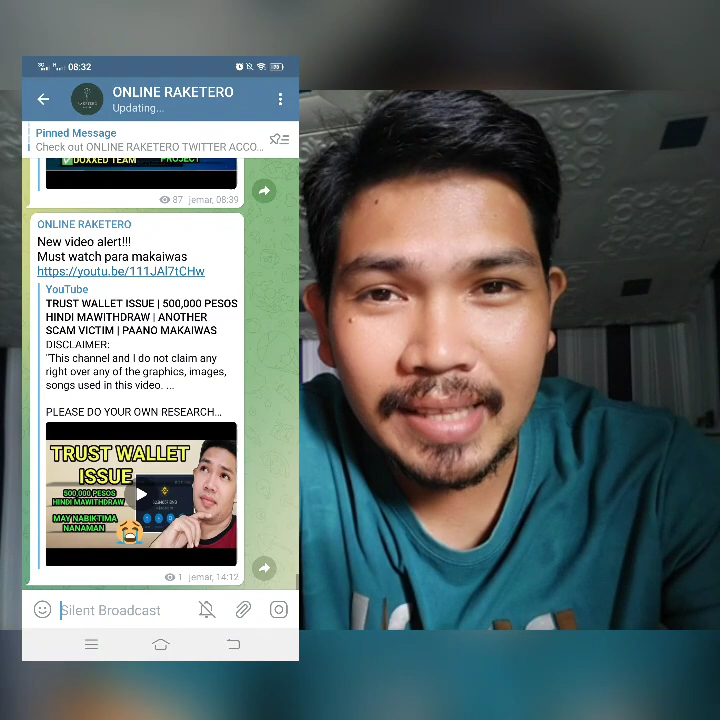 08:32
ONLINE RAKETERO
Updating...
Pinned Message
Check out ONLINE RAKETERO TWITTER ACCO...
DOXXED TEAM
PROJECT
87 jemar, 08:39
ONLINE RAKETERO
New video alert!!!
Must watch para makaiwas
https://youtu.be/111JAl7tCHw
YouTube
TRUST WALLET ISSUE | 500,000 PESOS
HINDI MAWITHDRAW | ANOTHER
SCAM VICTIM | PAANO MAKAIWAS
DISCLAIMER:
"This channel and I do not claim any
right over any of the graphics, images,
songs used in this video. ...
PLEASE DO YOUR OWN RESEARCH...
TRUST WALLET
ISSUE
500,000 PESOS
HINDI MAWITHDRAW
MAY NABIKTIMA
NANAMAN
1 jemar, 14:12
Silent Broadcast